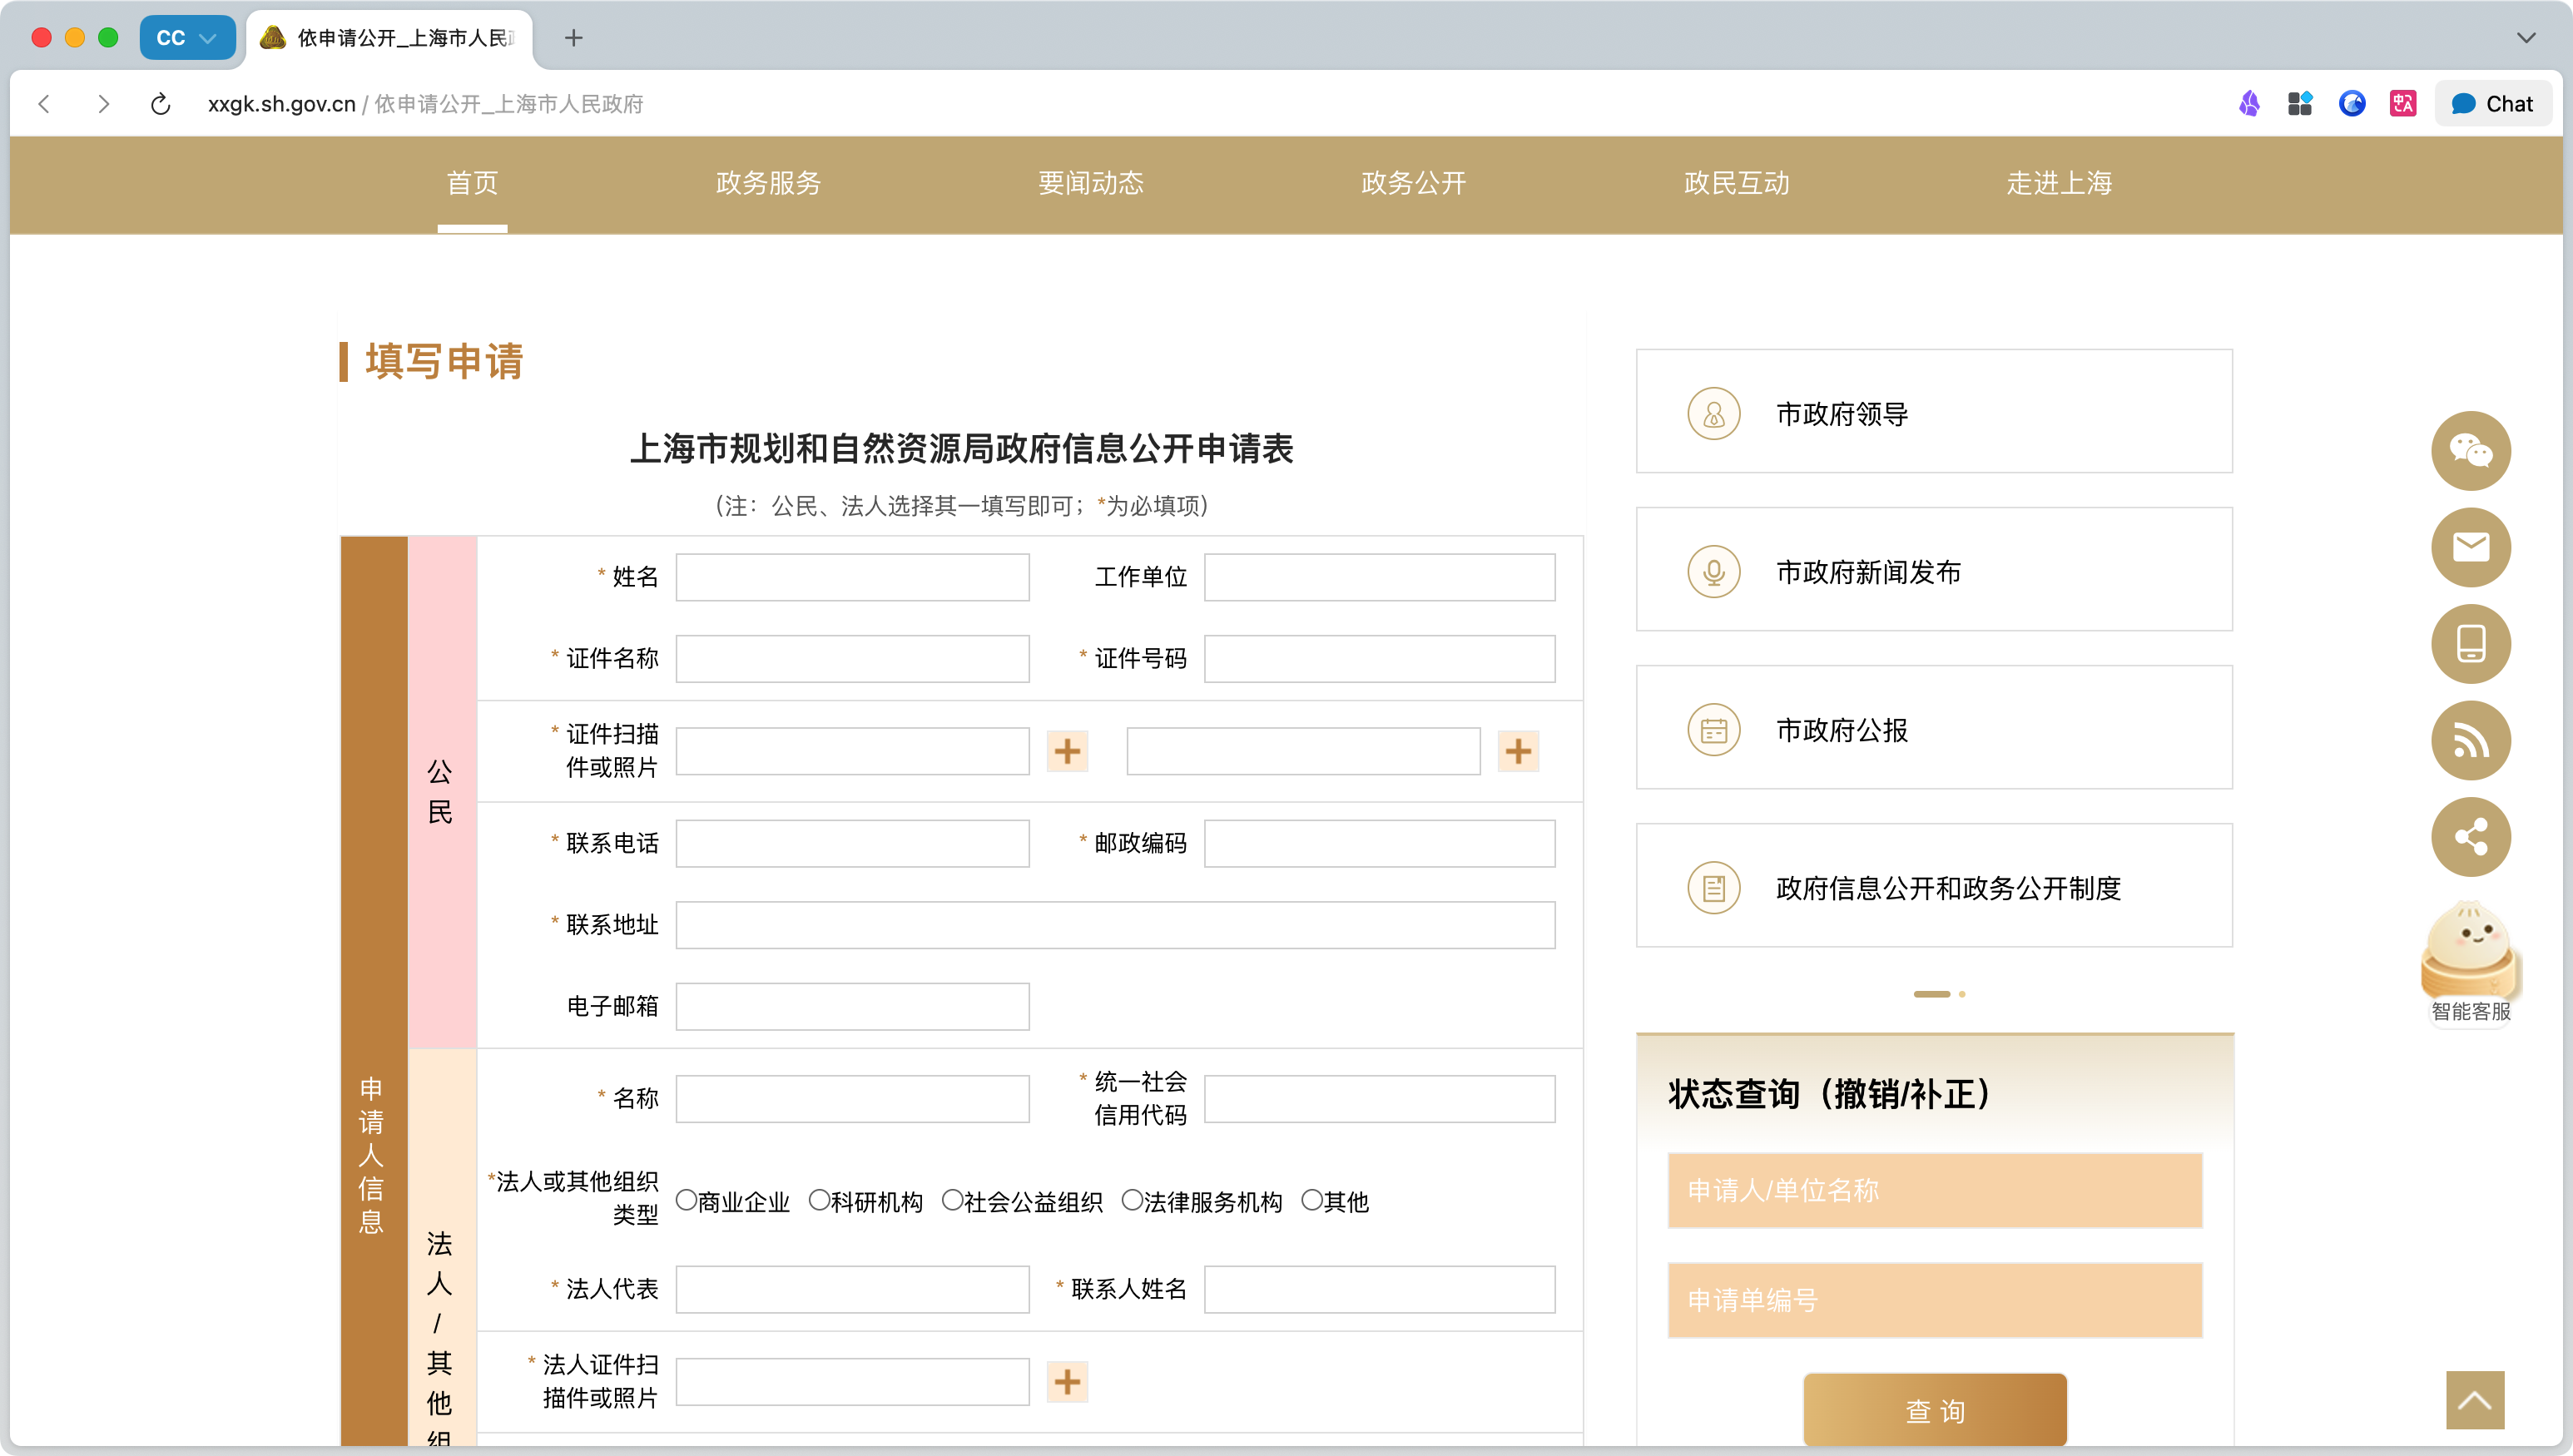 CC
依申请公开_上海市人民
xxgk.sh.gov.cn / 依申请公开_上海市人民政府
Chat
首页
政务服务
要闻动态
政务公开
政民互动
走进上海
填写申请
上海市规划和自然资源局政府信息公开申请表
(注：公民、法人选择其一填写即可；*为必填项)
申请人信息
公民
* 姓名
工作单位
* 证件名称
* 证件号码
* 证件扫描
件或照片
* 联系电话
* 邮政编码
* 联系地址
电子邮箱
法人/其他组
* 名称
* 统一社会
信用代码
*法人或其他组织
类型
商业企业 科研机构 社会公益组织 法律服务机构 其他
* 法人代表
* 联系人姓名
* 法人证件扫
描件或照片
市政府领导
市政府新闻发布
市政府公报
政府信息公开和政务公开制度
状态查询（撤销/补正）
申请人/单位名称
申请单编号
查 询
智能客服